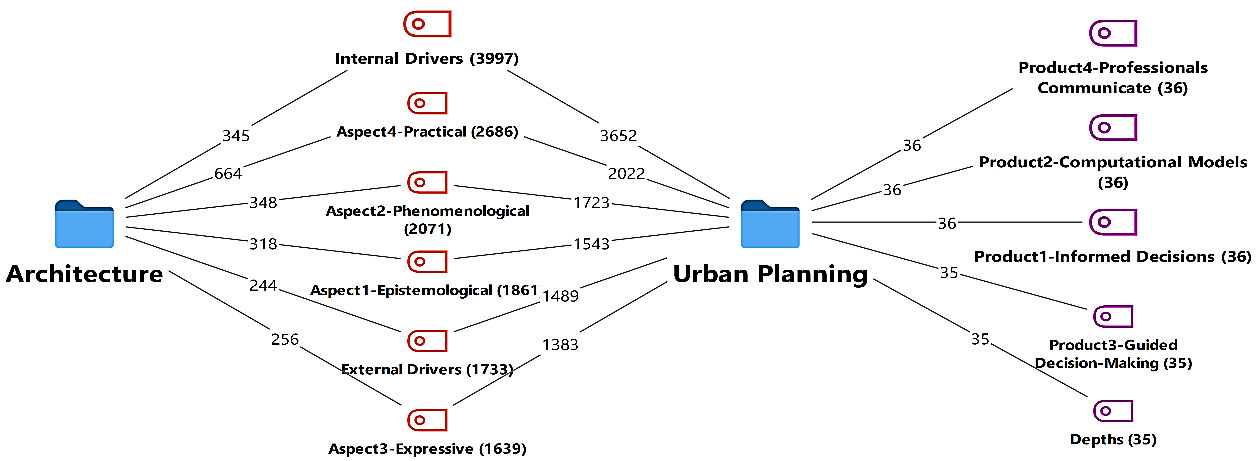 Internal Drivers (3997)
Product4-Professionals
Communicate (36)
345
3652
36
Aspect4-Practical (2686)
664
2022
Product2-Computational Models
(36)
36
348
1723
Aspect2-Phenomenological
(2071)
36
318
1543
Product1-Informed Decisions (36)
Architecture
Urban Planning
35
244
Aspect1-Epistemological (1861
1489
256
1383
35
Product3-Guided
Decision-Making (35)
External Drivers (1733)
Aspect3-Expressive (1639)
Depths (35)